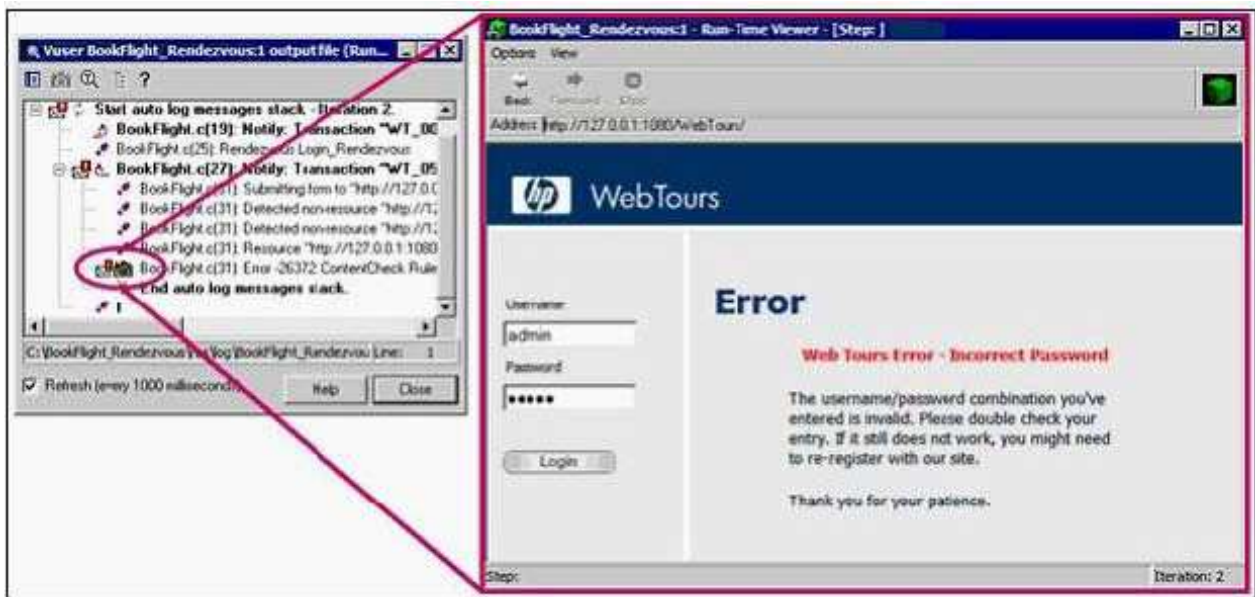 Vuser BookFlight_Rendezvous:1 output file (Run...
?
Start auto log messages stack - Iteration 2.
BookFlight.c(19): Notify: Transaction "WT_00
BookFlight.c(25): Rendezvous Login_Rendezvous
BookFlight.c(27): Notify: Transaction "WT_05
BookFlight.c(31): Submitting form to "http://127.0.0
BookFlight.c(31): Detected non-resource "http://12
BookFlight.c(31): Detected non-resource "http://12
BookFlight.c(31): Resource "http://127.0.0.1:1080
BookFlight.c(31): Error -26372 ContentCheck Rule
End auto log messages stack.
Line: 1
Refresh (every 1000 milliseconds)
Help
Close
BookFlight_Rendezvous:1 - Run-Time Viewer - [Step: ]
Options View
Back Forward Stop
Address http://127.0.0.1:1080/WebTours/
hp WebTours
Username
admin
Password
•••••
Login
Error
Web Tours Error - Incorrect Password
The username/password combination you've
entered is invalid. Please double check your
entry. If it still does not work, you might need
to re-register with our site.
Thank you for your patience.
Step:
Iteration: 2